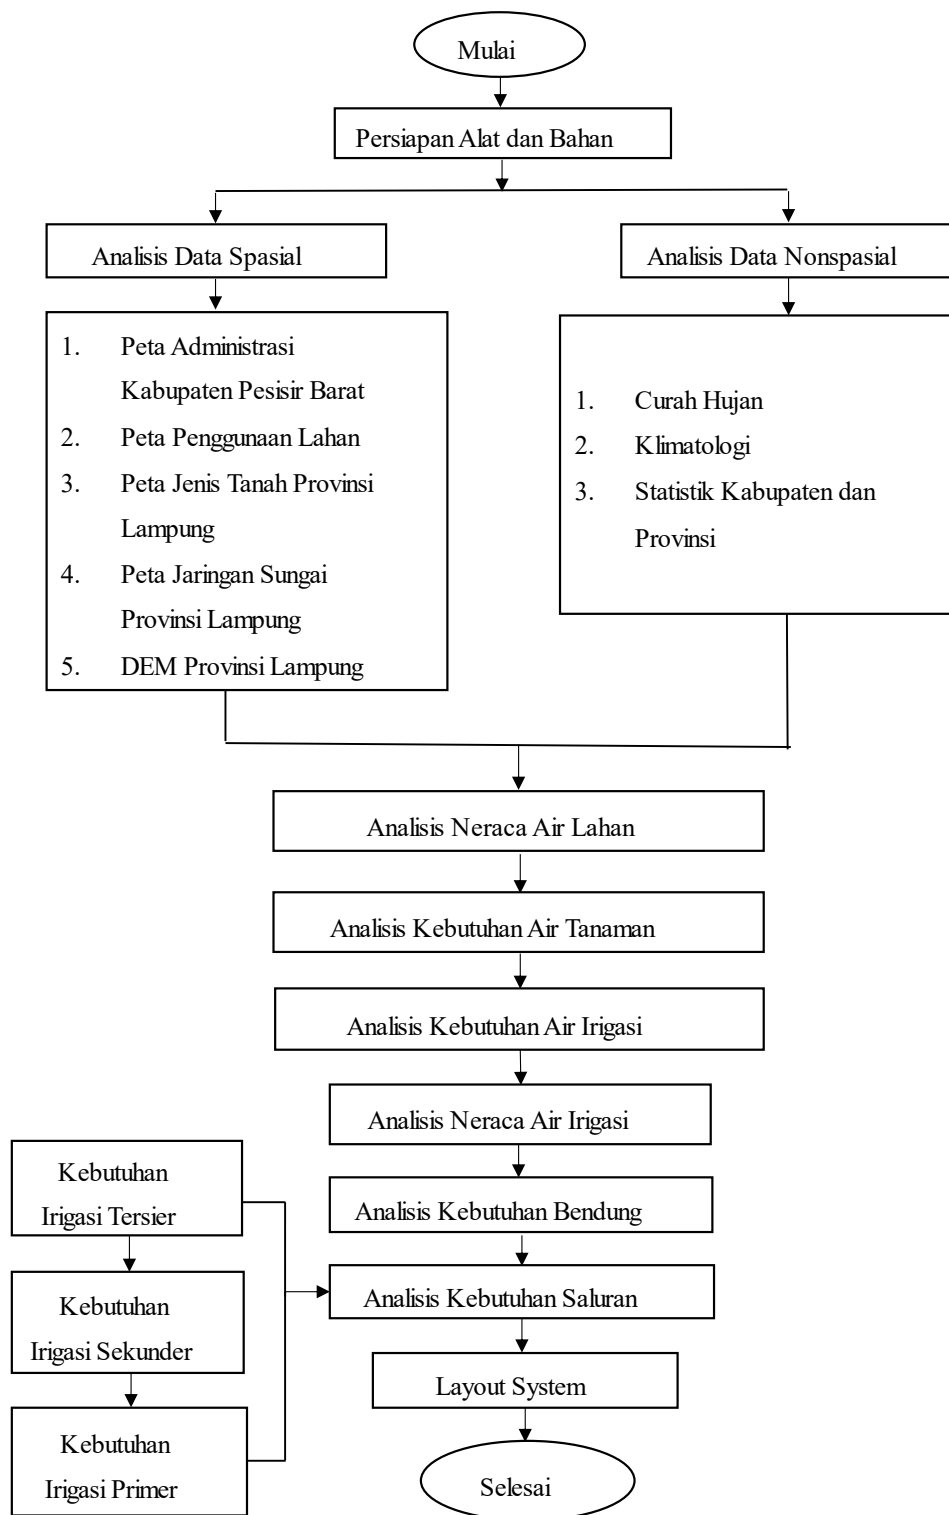 Mulai
Persiapan Alat dan Bahan
Analisis Data Spasial
Analisis Data Nonspasial
1. Peta Administrasi
Kabupaten Pesisir Barat
2. Peta Penggunaan Lahan
3. Peta Jenis Tanah Provinsi
Lampung
4. Peta Jaringan Sungai
Provinsi Lampung
5. DEM Provinsi Lampung
1. Curah Hujan
2. Klimatologi
3. Statistik Kabupaten dan
Provinsi
Analisis Neraca Air Lahan
Analisis Kebutuhan Air Tanaman
Analisis Kebutuhan Air Irigasi
Analisis Neraca Air Irigasi
Analisis Kebutuhan Bendung
Kebutuhan
Irigasi Tersier
Kebutuhan
Irigasi Sekunder
Kebutuhan
Irigasi Primer
Analisis Kebutuhan Saluran
Layout System
Selesai